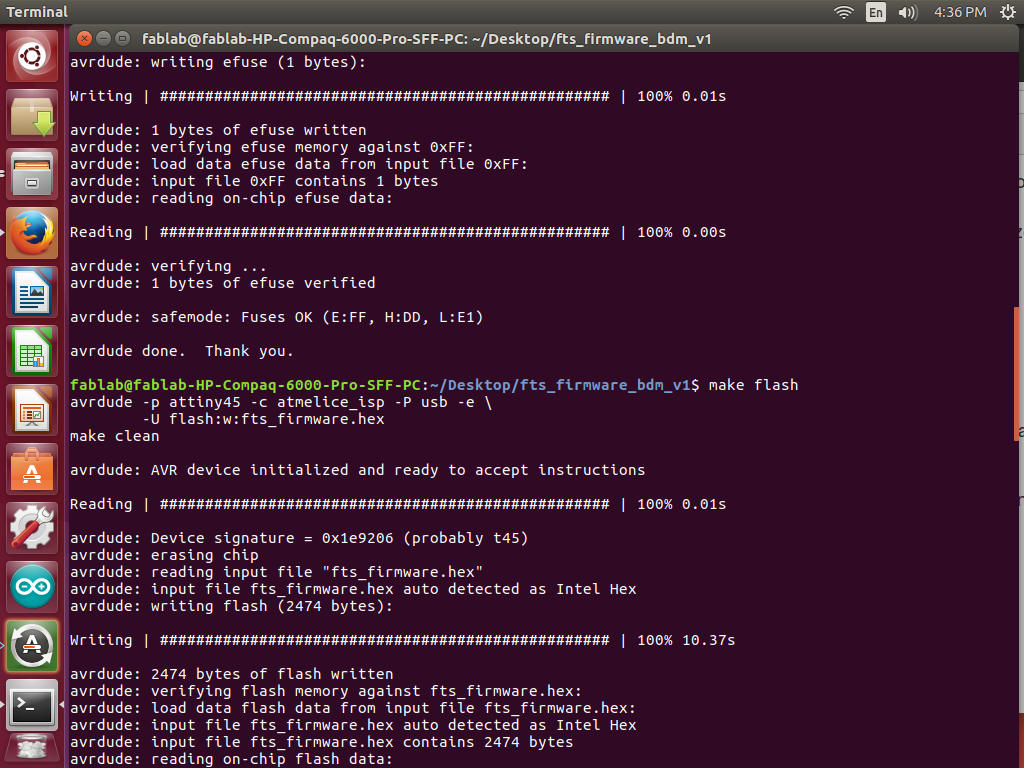 Terminal
En
4:36 PM
fablab@fablab-HP-Compaq-6000-Pro-SFF-PC: ~/Desktop/fts_firmware_bdm_v1
avrdude: writing efuse (1 bytes):
Writing | ################################################## | 100% 0.01s
avrdude: 1 bytes of efuse written
avrdude: verifying efuse memory against 0xFF:
avrdude: load data efuse data from input file 0xFF:
avrdude: input file 0xFF contains 1 bytes
avrdude: reading on-chip efuse data:
Reading | ################################################## | 100% 0.00s
avrdude: verifying ...
avrdude: 1 bytes of efuse verified
avrdude: safemode: Fuses OK (E:FF, H:DD, L:E1)
avrdude done.  Thank you.
fablab@fablab-HP-Compaq-6000-Pro-SFF-PC:~/Desktop/fts_firmware_bdm_v1$ make flash
avrdude -p attiny45 -c atmelice_isp -P usb -e \
-U flash:w:fts_firmware.hex
make clean
avrdude: AVR device initialized and ready to accept instructions
Reading | ################################################## | 100% 0.01s
avrdude: Device signature = 0x1e9206 (probably t45)
avrdude: erasing chip
avrdude: reading input file "fts_firmware.hex"
avrdude: input file fts_firmware.hex auto detected as Intel Hex
avrdude: writing flash (2474 bytes):
Writing | ################################################## | 100% 10.37s
avrdude: 2474 bytes of flash written
avrdude: verifying flash memory against fts_firmware.hex:
avrdude: load data flash data from input file fts_firmware.hex:
avrdude: input file fts_firmware.hex auto detected as Intel Hex
avrdude: input file fts_firmware.hex contains 2474 bytes
avrdude: reading on-chip flash data: